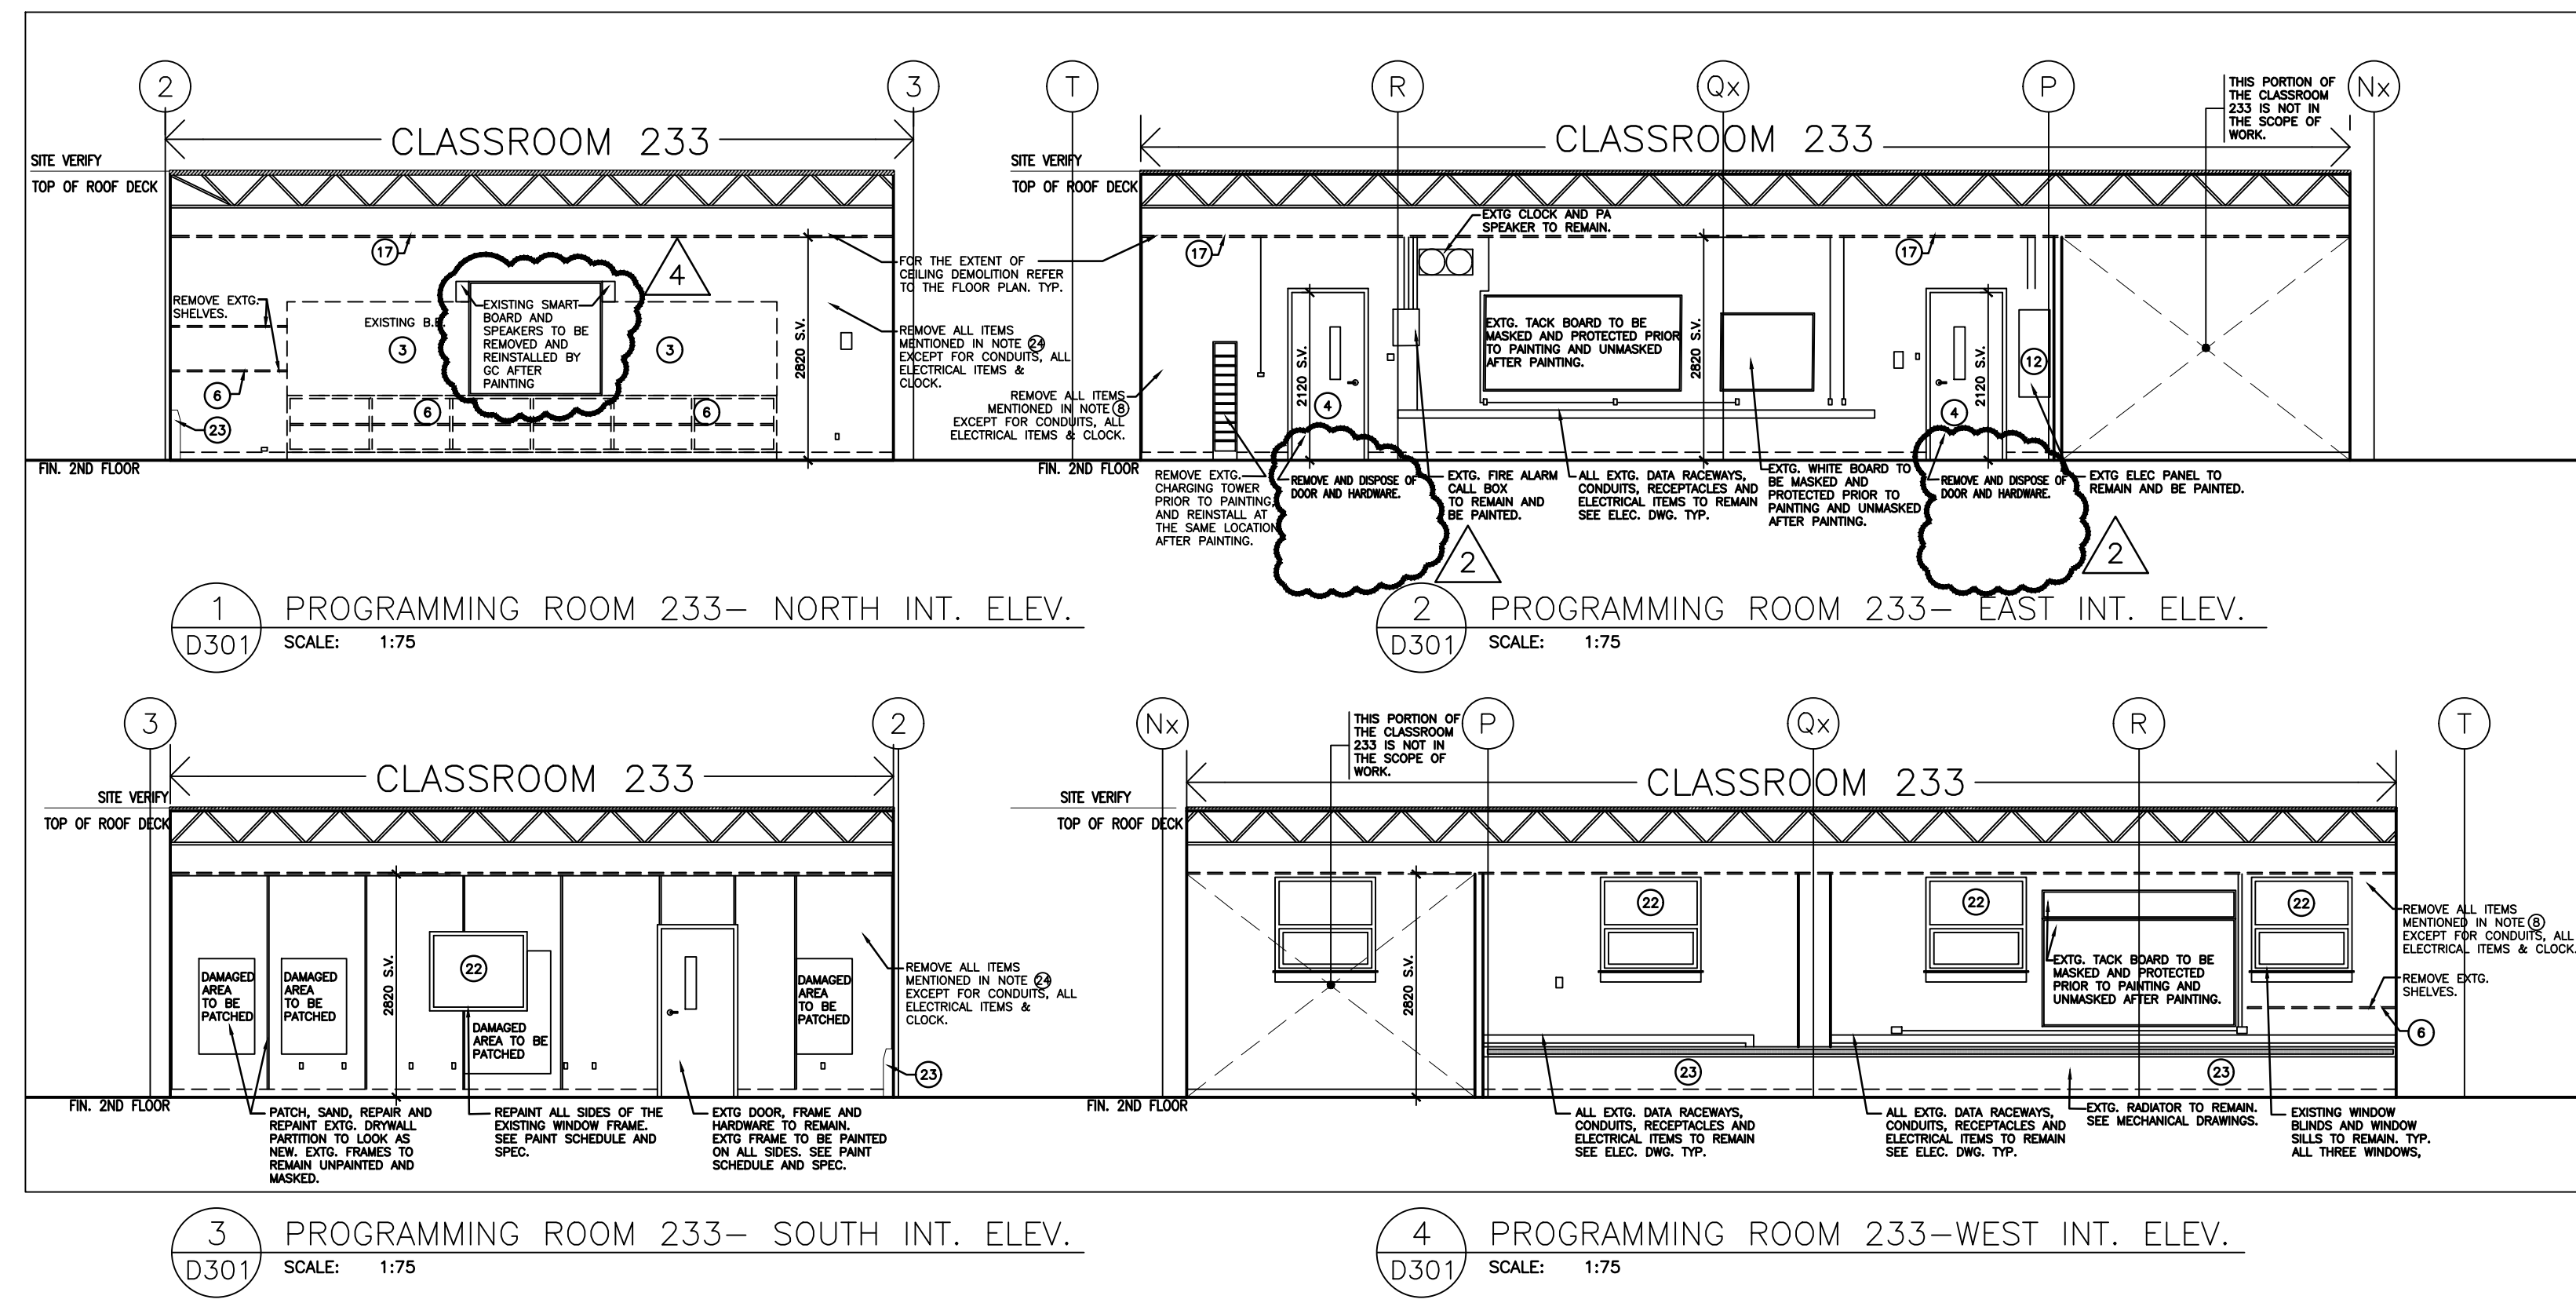 2
3
CLASSROOM 233
SITE VERIFY
TOP OF ROOF DECK
17
4
REMOVE EXTG.
SHELVES.
EXISTING B.B.
3
EXISTING SMART
BOARD AND
SPEAKERS TO BE
REMOVED AND
REINSTALLED BY
GC AFTER
PAINTING
3
6
6
6
23
2820 S.V.
FIN. 2ND FLOOR
FOR THE EXTENT OF
CEILING DEMOLITION REFER
TO THE FLOOR PLAN. TYP.
REMOVE ALL ITEMS
MENTIONED IN NOTE 24
EXCEPT FOR CONDUITS, ALL
ELECTRICAL ITEMS &
CLOCK.
1
D301
PROGRAMMING ROOM 233- NORTH INT. ELEV.
SCALE: 1:75
T
R
Qx
P
Nx
THIS PORTION OF
THE CLASSROOM
233 IS NOT IN
THE SCOPE OF
WORK.
CLASSROOM 233
SITE VERIFY
TOP OF ROOF DECK
EXTG CLOCK AND PA
SPEAKER TO REMAIN.
17
17
EXTG. TACK BOARD TO BE
MASKED AND PROTECTED PRIOR
TO PAINTING AND UNMASKED
AFTER PAINTING.
2120 S.V.
4
2820 S.V.
4
2120 S.V.
12
REMOVE ALL ITEMS
MENTIONED IN NOTE 8
EXCEPT FOR CONDUITS, ALL
ELECTRICAL ITEMS & CLOCK.
FIN. 2ND FLOOR
REMOVE EXTG.
CHARGING TOWER
PRIOR TO PAINTING,
AND REINSTALL AT
THE SAME LOCATION
AFTER PAINTING.
REMOVE AND DISPOSE OF
DOOR AND HARDWARE.
EXTG. FIRE ALARM
CALL BOX
TO REMAIN AND
BE PAINTED.
ALL EXTG. DATA RACEWAYS,
CONDUITS, RECEPTACLES AND
ELECTRICAL ITEMS TO REMAIN
SEE ELEC. DWG. TYP.
EXTG. WHITE BOARD TO
BE MASKED AND
PROTECTED PRIOR TO
PAINTING AND UNMASKED
AFTER PAINTING.
REMOVE AND DISPOSE OF
DOOR AND HARDWARE.
EXTG ELEC PANEL TO
REMAIN AND BE PAINTED.
2
2
2
D301
PROGRAMMING ROOM 233- EAST INT. ELEV.
SCALE: 1:75
3
2
CLASSROOM 233
SITE VERIFY
TOP OF ROOF DECK
DAMAGED
AREA
TO BE
PATCHED
DAMAGED
AREA
TO BE
PATCHED
2820 S.V.
22
DAMAGED
AREA TO BE
PATCHED
DAMAGED
AREA
TO BE
PATCHED
REMOVE ALL ITEMS
MENTIONED IN NOTE 24
EXCEPT FOR CONDUITS, ALL
ELECTRICAL ITEMS &
CLOCK.
23
FIN. 2ND FLOOR
PATCH, SAND, REPAIR AND
REPAINT EXTG. DRYWALL
PARTITION TO LOOK AS
NEW. EXTG. FRAMES TO
REMAIN UNPAINTED AND
MASKED.
REPAINT ALL SIDES OF THE
EXISTING WINDOW FRAME.
SEE PAINT SCHEDULE AND
SPEC.
EXTG DOOR, FRAME AND
HARDWARE TO REMAIN.
EXTG FRAME TO BE PAINTED
ON ALL SIDES. SEE PAINT
SCHEDULE AND SPEC.
3
D301
PROGRAMMING ROOM 233- SOUTH INT. ELEV.
SCALE: 1:75
Nx
THIS PORTION OF
THE CLASSROOM
233 IS NOT IN
THE SCOPE OF
WORK.
P
Qx
R
T
CLASSROOM 233
SITE VERIFY
TOP OF ROOF DECK
2820 S.V.
22
22
22
EXTG. TACK BOARD TO BE
MASKED AND PROTECTED
PRIOR TO PAINTING AND
UNMASKED AFTER PAINTING.
REMOVE ALL ITEMS
MENTIONED IN NOTE 8
EXCEPT FOR CONDUITS, ALL
ELECTRICAL ITEMS & CLOCK.
REMOVE EXTG.
SHELVES.
6
23
23
FIN. 2ND FLOOR
ALL EXTG. DATA RACEWAYS,
CONDUITS, RECEPTACLES AND
ELECTRICAL ITEMS TO REMAIN
SEE ELEC. DWG. TYP.
ALL EXTG. DATA RACEWAYS,
CONDUITS, RECEPTACLES AND
ELECTRICAL ITEMS TO REMAIN
SEE ELEC. DWG. TYP.
EXTG. RADIATOR TO REMAIN.
SEE MECHANICAL DRAWINGS.
EXISTING WINDOW
BLINDS AND WINDOW
SILLS TO REMAIN. TYP.
ALL THREE WINDOWS,
4
D301
PROGRAMMING ROOM 233-WEST INT. ELEV.
SCALE: 1:75